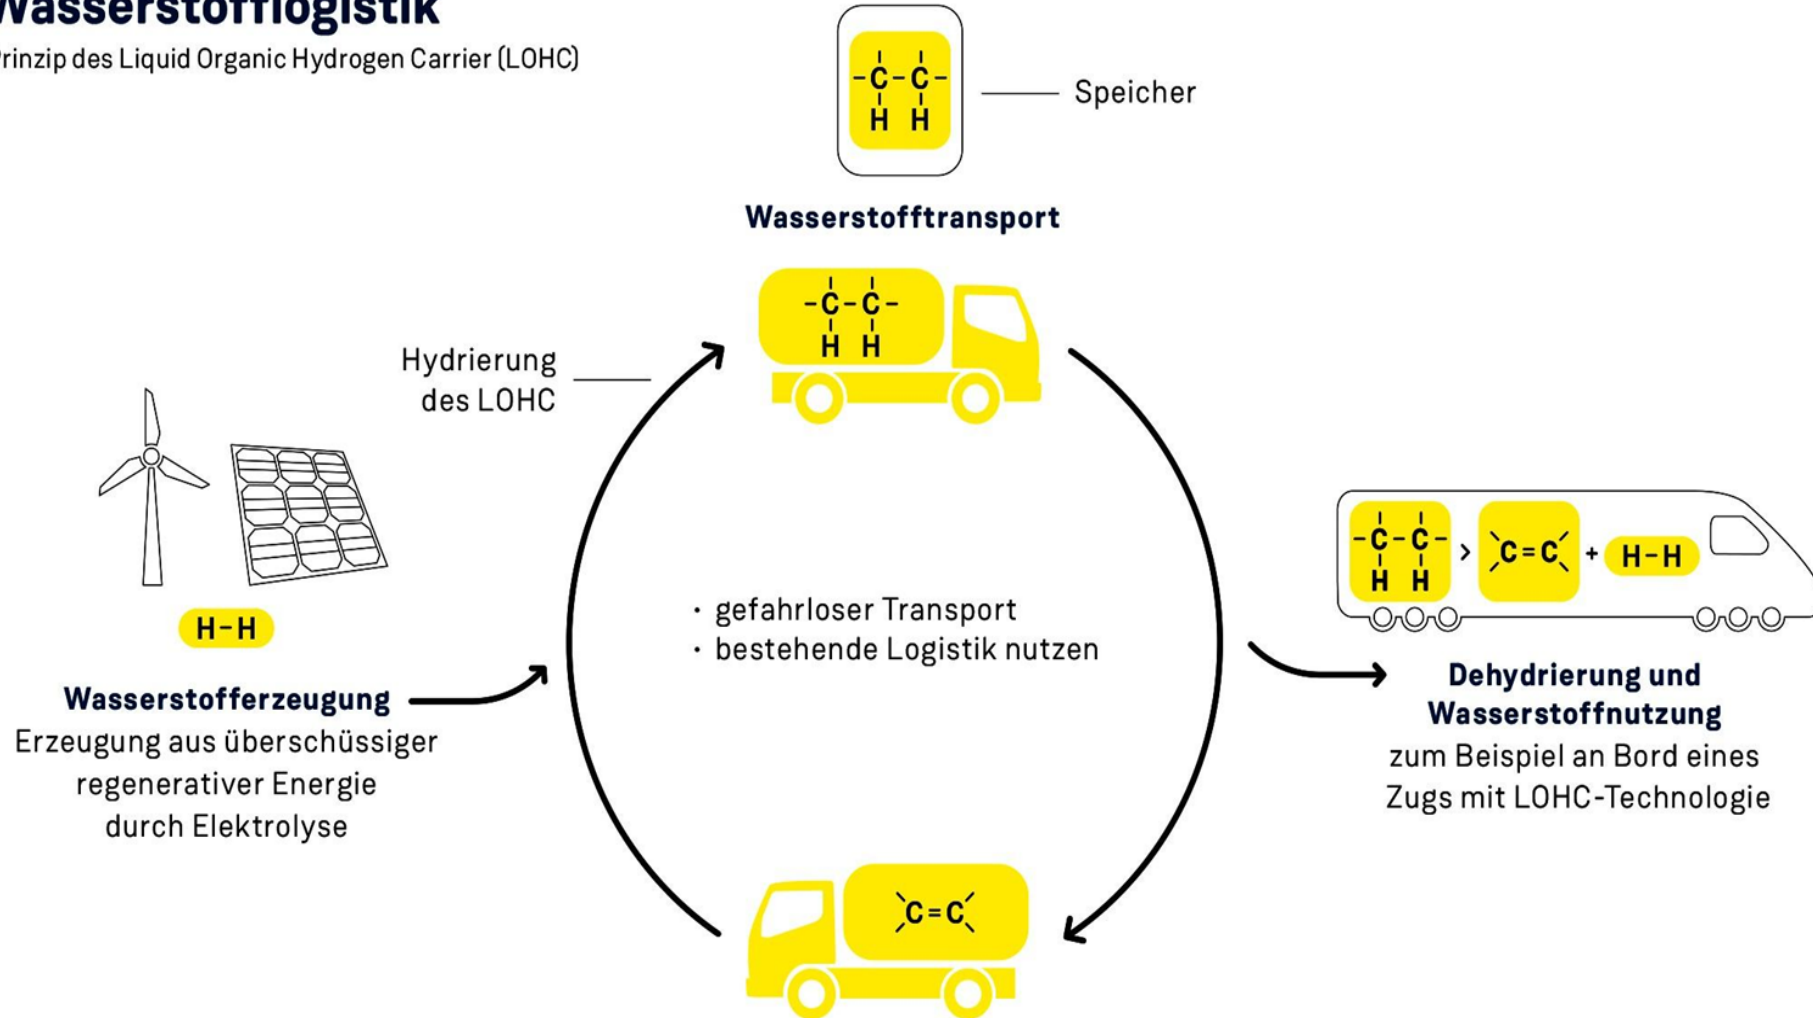 Wasserstofflogistik
Prinzip des Liquid Organic Hydrogen Carrier (LOHC)
-C-C-
H H
Speicher
Wasserstofftransport
-C-C-
H H
Hydrierung
des LOHC
H-H
Wasserstofferzeugung
Erzeugung aus überschüssiger
regenerativer Energie
durch Elektrolyse
· gefahrloser Transport
· bestehende Logistik nutzen
-C-C- > C=C + H-H
H H
Dehydrierung und
Wasserstoffnutzung
zum Beispiel an Bord eines
Zugs mit LOHC-Technologie
C=C